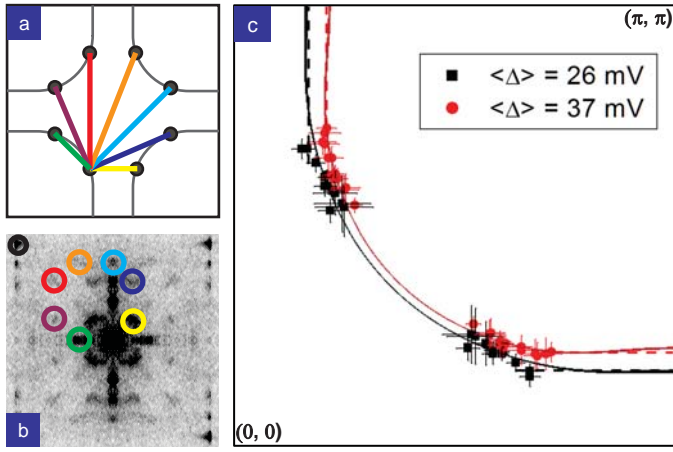 a
c
(π, π)
<Δ> = 26 mV
<Δ> = 37 mV
b
(0, 0)